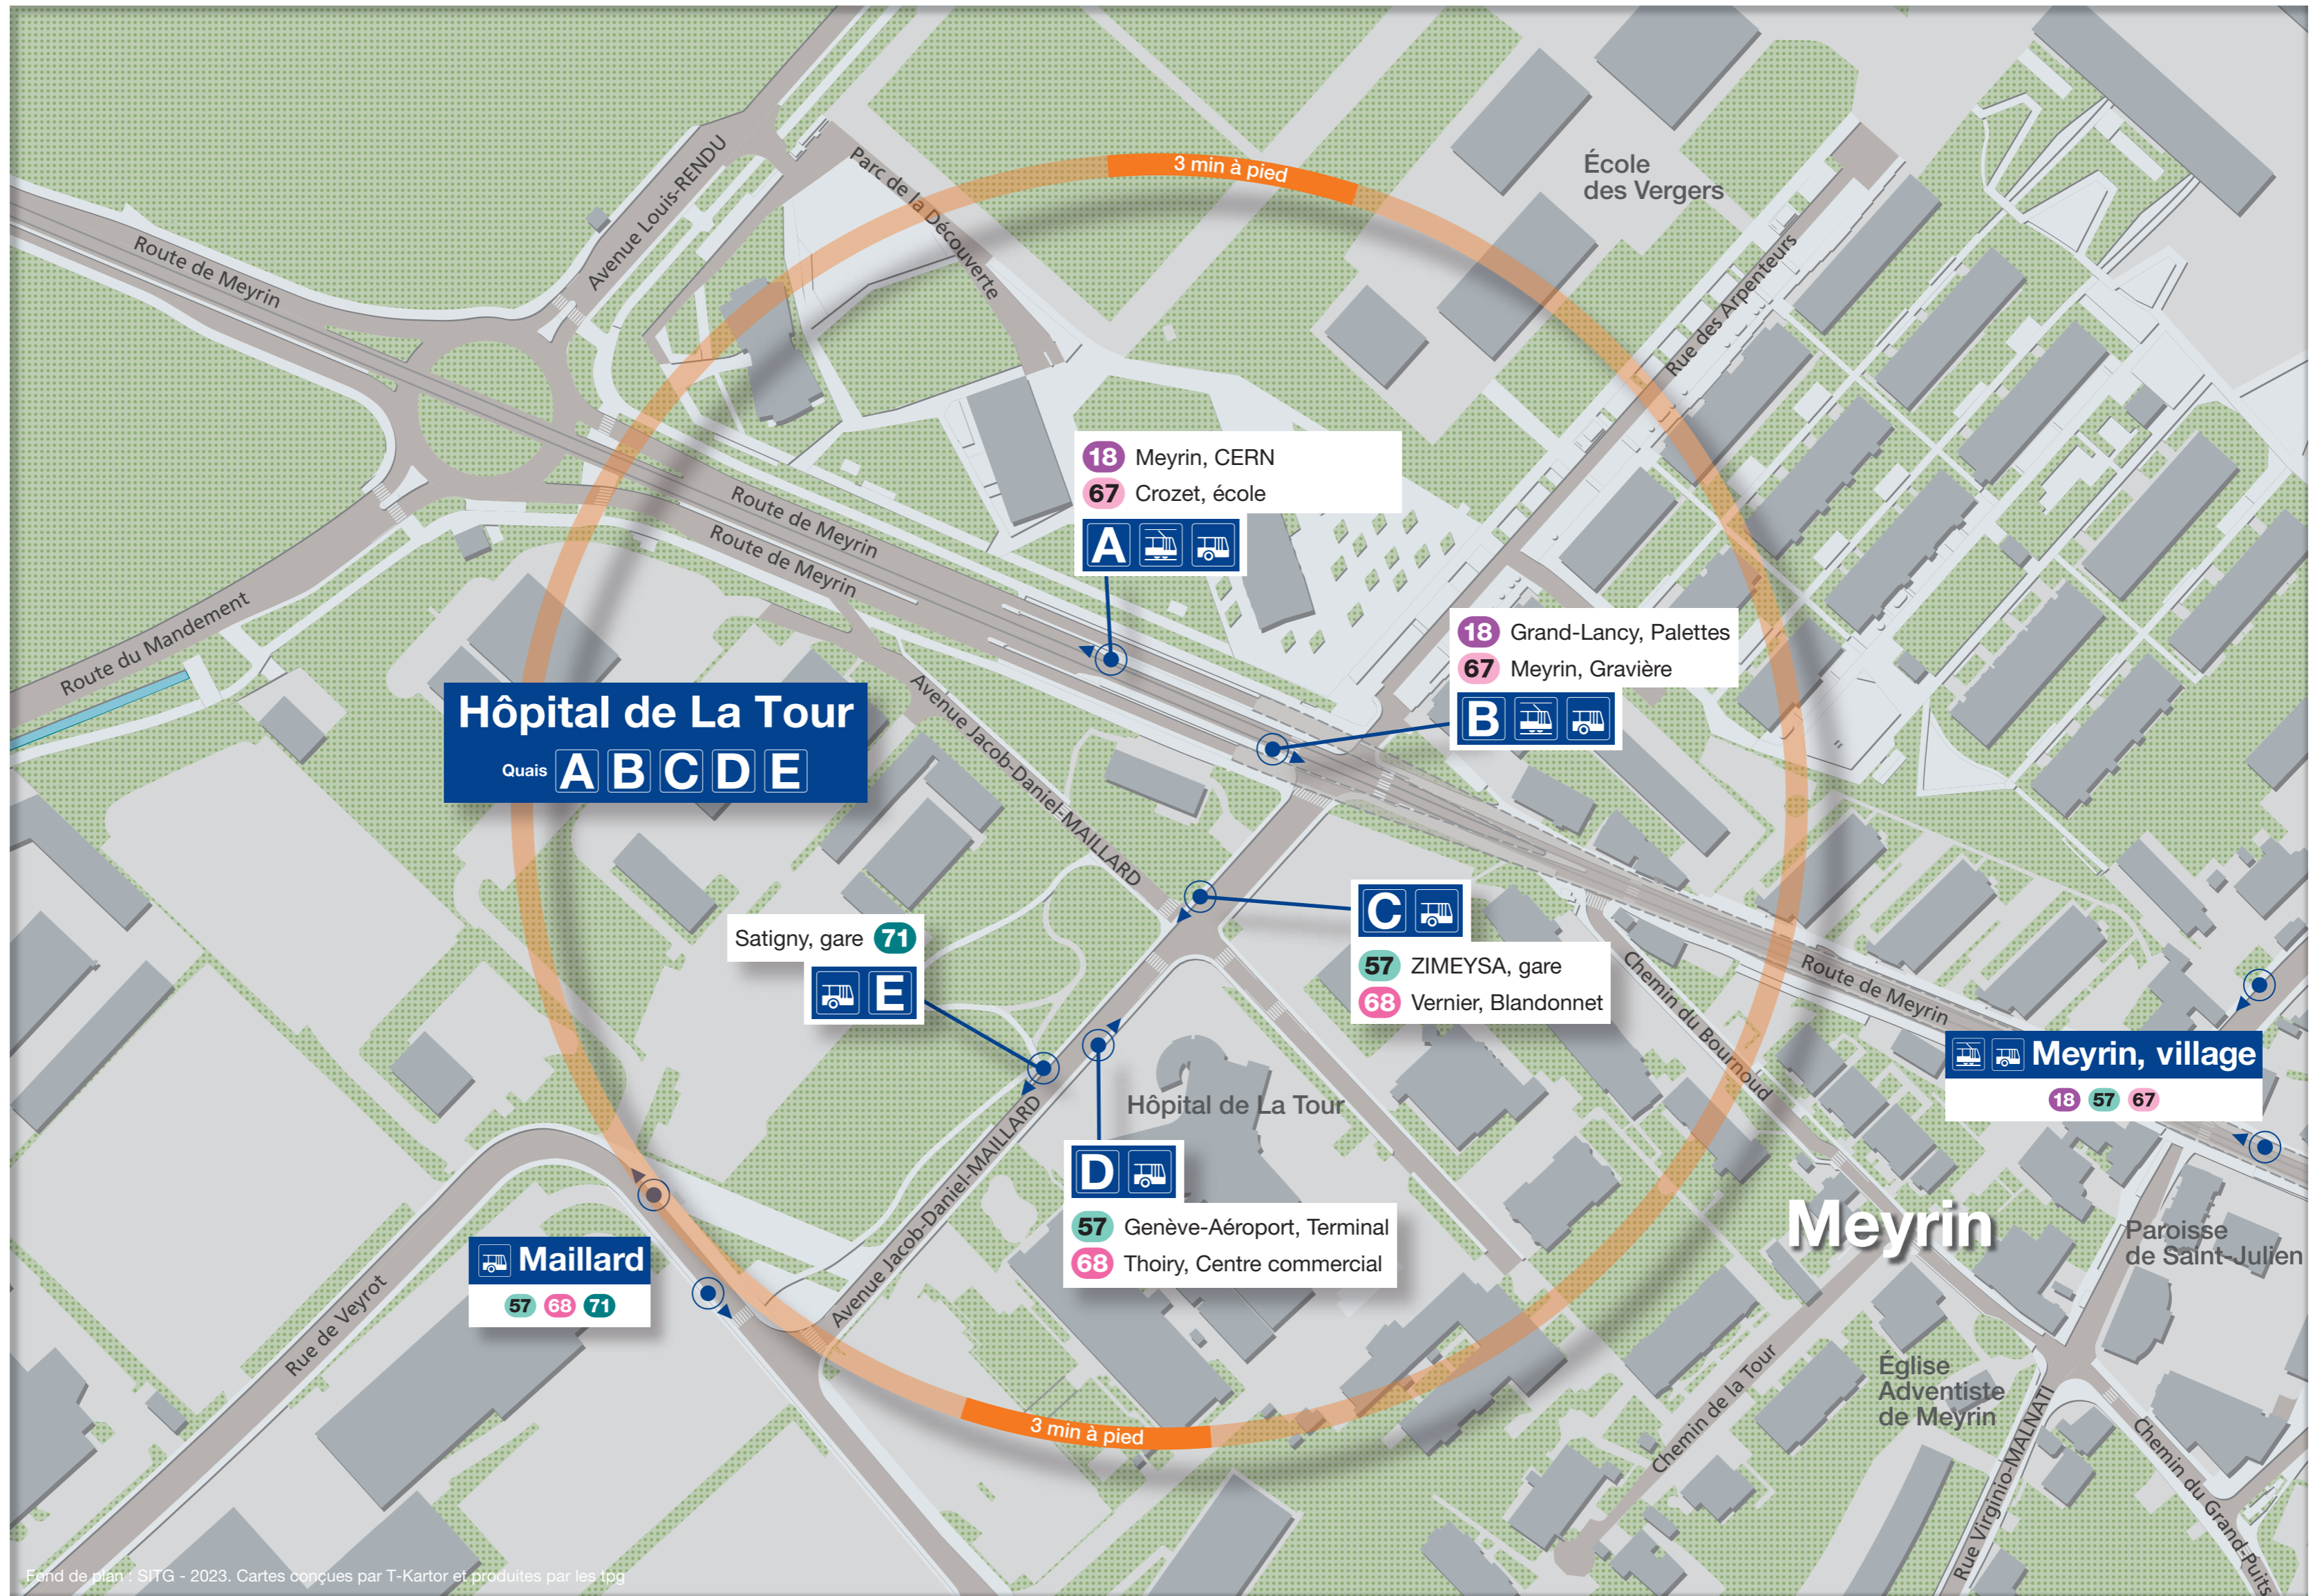 3 min à pied
École
des Vergers
Avenue Louis-RENDU
Parc de la Découverte
Route de Meyrin
Rue des Arpenteurs
18 Meyrin, CERN
67 Crozet, école
A
Route de Meyrin
Route de Meyrin
Route du Mandement
18 Grand-Lancy, Palettes
67 Meyrin, Gravière
B
Hôpital de La Tour
Quais A B C D E
Avenue Jacob-Daniel-MAILLARD
C
57 ZIMEYSA, gare
68 Vernier, Blandonnet
Satigny, gare 71
E
Chemin du Bournoud
Route de Meyrin
Meyrin, village
18 57 67
Hôpital de La Tour
D
57 Genève-Aéroport, Terminal
68 Thoiry, Centre commercial
Avenue Jacob-Daniel-MAILLARD
Meyrin
Paroisse
de Saint-Julien
Maillard
57 68 71
Rue de Veyrot
Église
Adventiste
de Meyrin
Chemin de la Tour
3 min à pied
Rue Virginio-MALNATI
Chemin du Grand-Puits
Fond de plan : SITG - 2023. Cartes conçues par T-Kartor et produites par les tpg